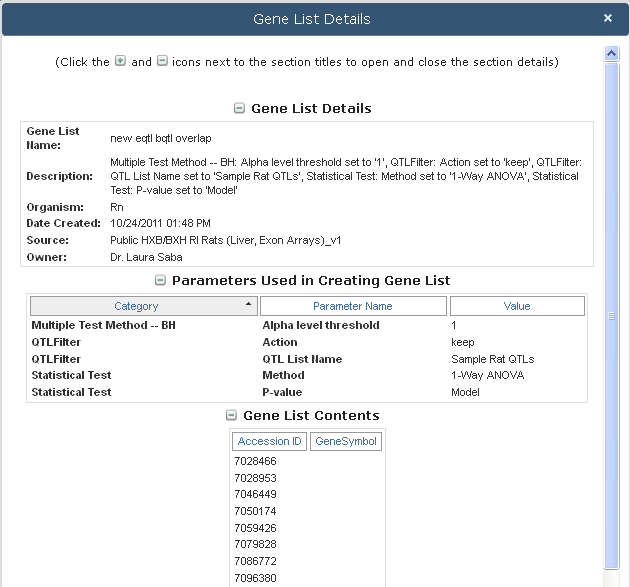 Gene List Details
×
(Click the + and - icons next to the section titles to open and close the section details)
Gene List Details
Gene List Name: new eqtl bqtl overlap
Description: Multiple Test Method -- BH: Alpha level threshold set to '1', QTLFilter: Action set to 'keep', QTLFilter:
QTL List Name set to 'Sample Rat QTLs', Statistical Test: Method set to '1-Way ANOVA', Statistical
Test: P-value set to 'Model'
Organism: Rn
Date Created: 10/24/2011 01:48 PM
Source: Public HXB/BXH RI Rats (Liver, Exon Arrays)_v1
Owner: Dr. Laura Saba
Parameters Used in Creating Gene List
Category Parameter Name Value
Multiple Test Method -- BH Alpha level threshold 1
QTLFilter Action keep
QTLFilter QTL List Name Sample Rat QTLs
Statistical Test Method 1-Way ANOVA
Statistical Test P-value Model
Gene List Contents
Accession ID GeneSymbol
7028466
7028953
7046449
7050174
7059426
7079828
7086772
7096380